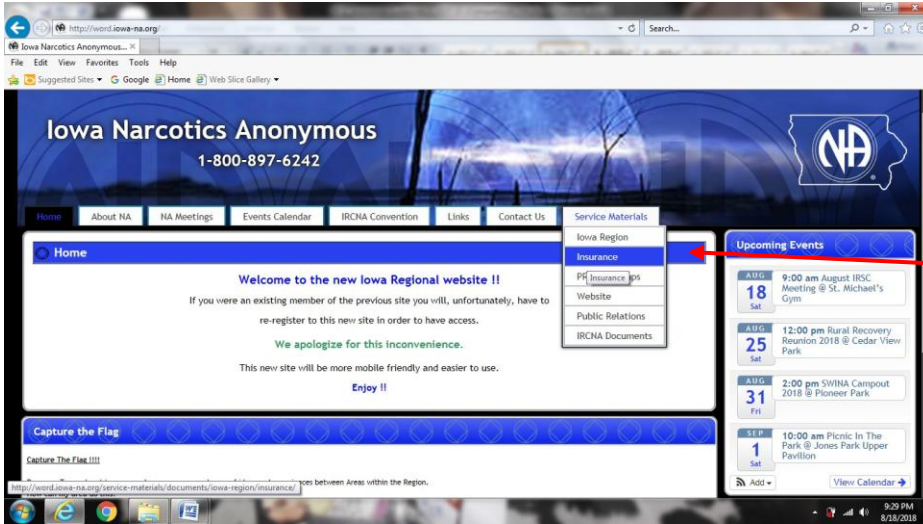 http://word.iowa-na.org/
Search...
Iowa Narcotics Anonymous...
File Edit View Favorites Tools Help
Suggested Sites Google Home Web Slice Gallery
Iowa Narcotics Anonymous
1-800-897-6242
NA
Home About NA NA Meetings Events Calendar IRCNA Convention Links Contact Us Service Materials
Iowa Region
Insurance
Insurance
Website
Public Relations
IRCNA Documents
Home
Welcome to the new Iowa Regional website !!
If you were an existing member of the previous site you will, unfortunately, have to
re-register to this new site in order to have access.
We apologize for this inconvenience.
This new site will be more mobile friendly and easier to use.
Enjoy !!
Capture the Flag
Capture The Flag !!!!
between Areas within the Region.
http://word.iowa-na.org/service-materials/documents/iowa-region/insurance/
Upcoming Events
AUG
18
Sat
9:00 am August IRSC
Meeting @ St. Michael's
Gym
AUG
25
Sat
12:00 pm Rural Recovery
Reunion 2018 @ Cedar View
Park
AUG
31
Fri
2:00 pm SWINA Campout
2018 @ Pioneer Park
SEP
1
Sat
10:00 am Picnic In The
Park @ Jones Park Upper
Pavilion
Add View Calendar
9:29 PM
8/18/2018